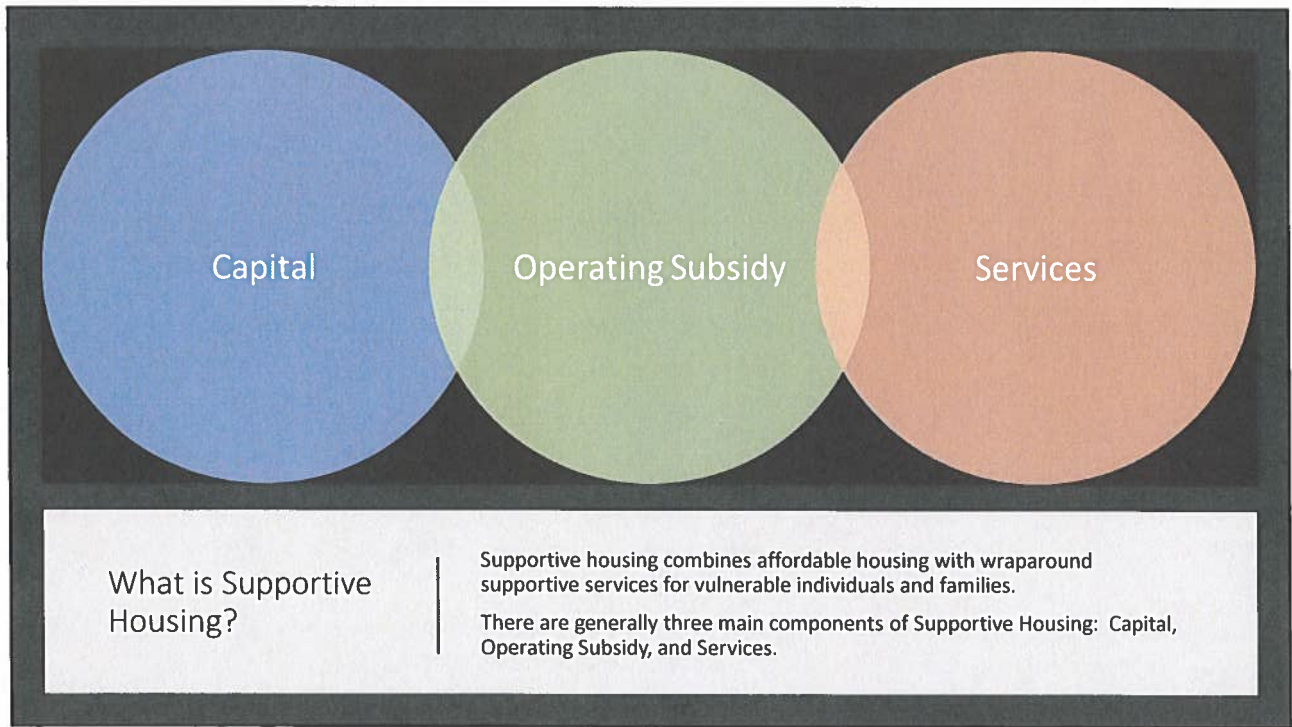 Capital
Operating Subsidy
Services
What is Supportive
Housing?
Supportive housing combines affordable housing with wraparound
supportive services for vulnerable individuals and families.
There are generally three main components of Supportive Housing: Capital,
Operating Subsidy, and Services.